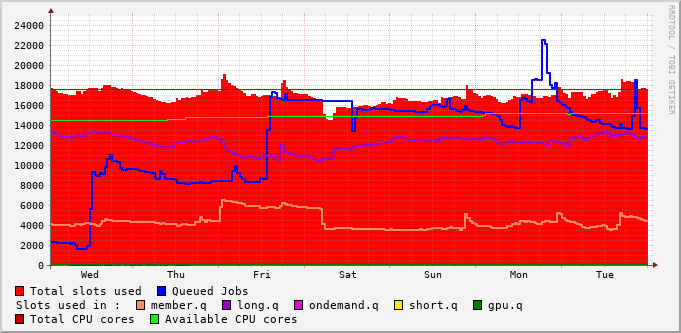 RRDTOOL / TOBI OETIKER
24000
22000
20000
18000
16000
14000
12000
10000
8000
6000
4000
2000
0
Wed Thu Fri Sat Sun Mon Tue
Total slots used Queued Jobs
Slots used in : member.q long.q ondemand.q short.q gpu.q
Total CPU cores Available CPU cores